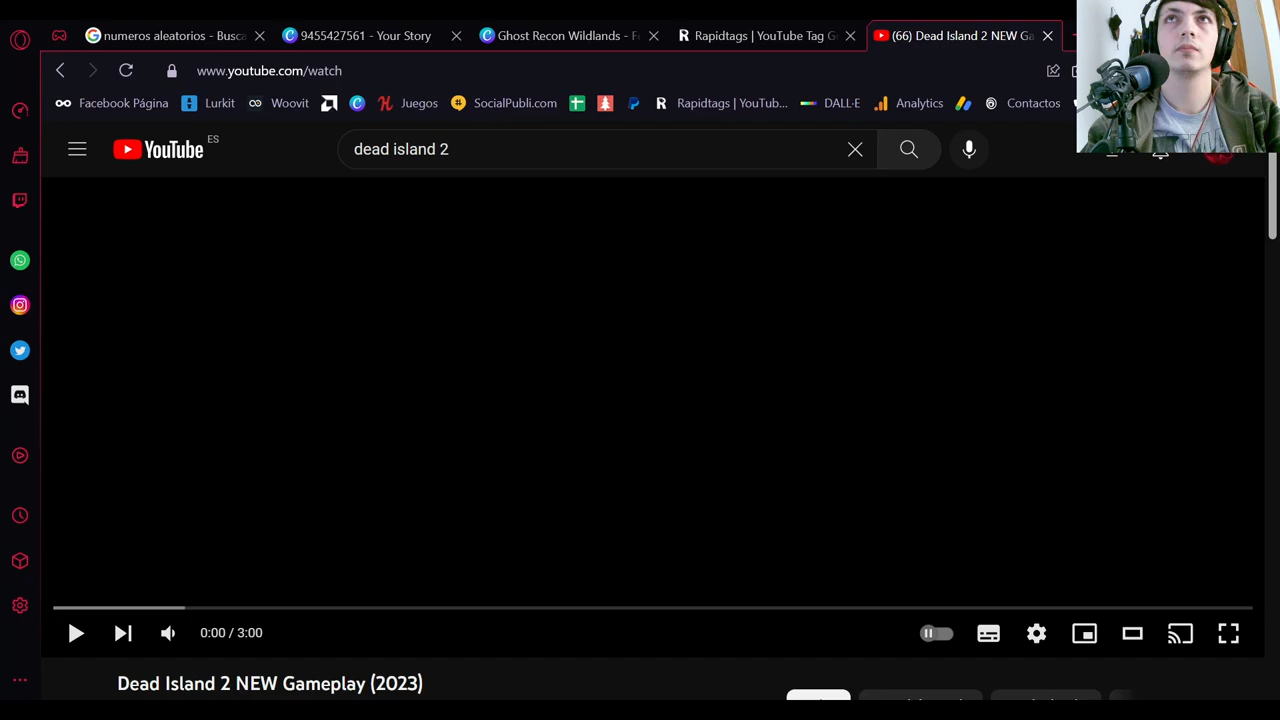 numeros aleatorios - Busca
9455427561 - Your Story
Ghost Recon Wildlands - F
Rapidtags | YouTube Tag G
(66) Dead Island 2 NEW Ga
www.youtube.com/watch
Facebook Página
Lurkit
Woovit
Juegos
SocialPubli.com
Rapidtags | YouTub...
DALL·E
Analytics
Contactos
YouTube ES
dead island 2
0:00 / 3:00
Dead Island 2 NEW Gameplay (2023)